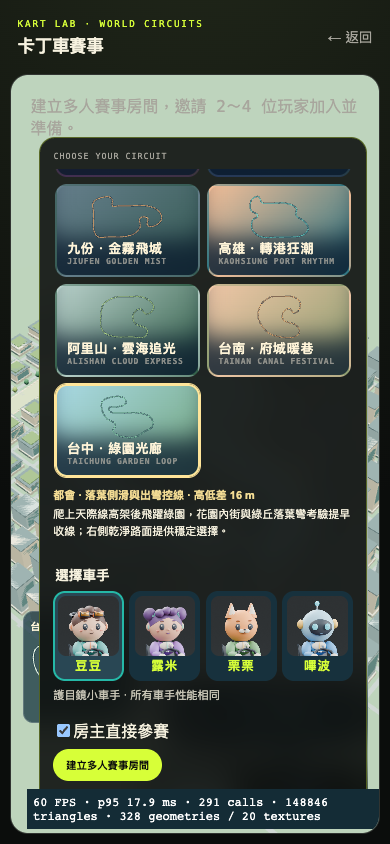 KART LAB · WORLD CIRCUITS
卡丁車賽事
← 返回
建立多人賽事房間，邀請 2～4 位玩家加入並
準備。
CHOOSE YOUR CIRCUIT
九份 · 金霧飛城
JIUFEN GOLDEN MIST
高雄 · 轉港狂潮
KAOHSIUNG PORT RHYTHM
阿里山 · 雲海追光
ALISHAN CLOUD EXPRESS
台南 · 府城暖巷
TAINAN CANAL FESTIVAL
台中 · 綠園光廊
TAICHUNG GARDEN LOOP
都會 · 落葉側滑與出彎控線 · 高低差 16 m
爬上天際線高架後飛躍綠園，花園內街與綠丘落葉彎考驗提早
收線；右側乾淨路面提供穩定選擇。
選擇車手
豆豆
露米
栗栗
嗶波
護目鏡小車手 · 所有車手性能相同
房主直接參賽
建立多人賽事房間
60 FPS · p95 17.9 ms · 291 calls · 148846
triangles · 328 geometries / 20 textures